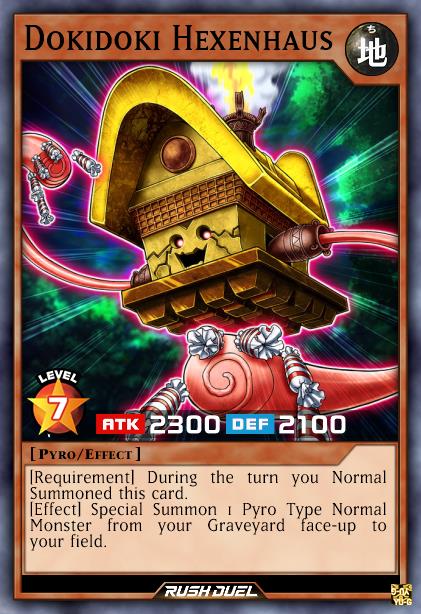 DOKIDOKI HEXENHAUS
ち
地
LEVEL
7
ATK 2300 DEF 2100
[PYRO/EFFECT]
[Requirement] During the turn you Normal
Summoned this card.
[Effect] Special Summon 1 Pyro Type Normal
Monster from your Graveyard face-up to
your field.
RUSH DUEL